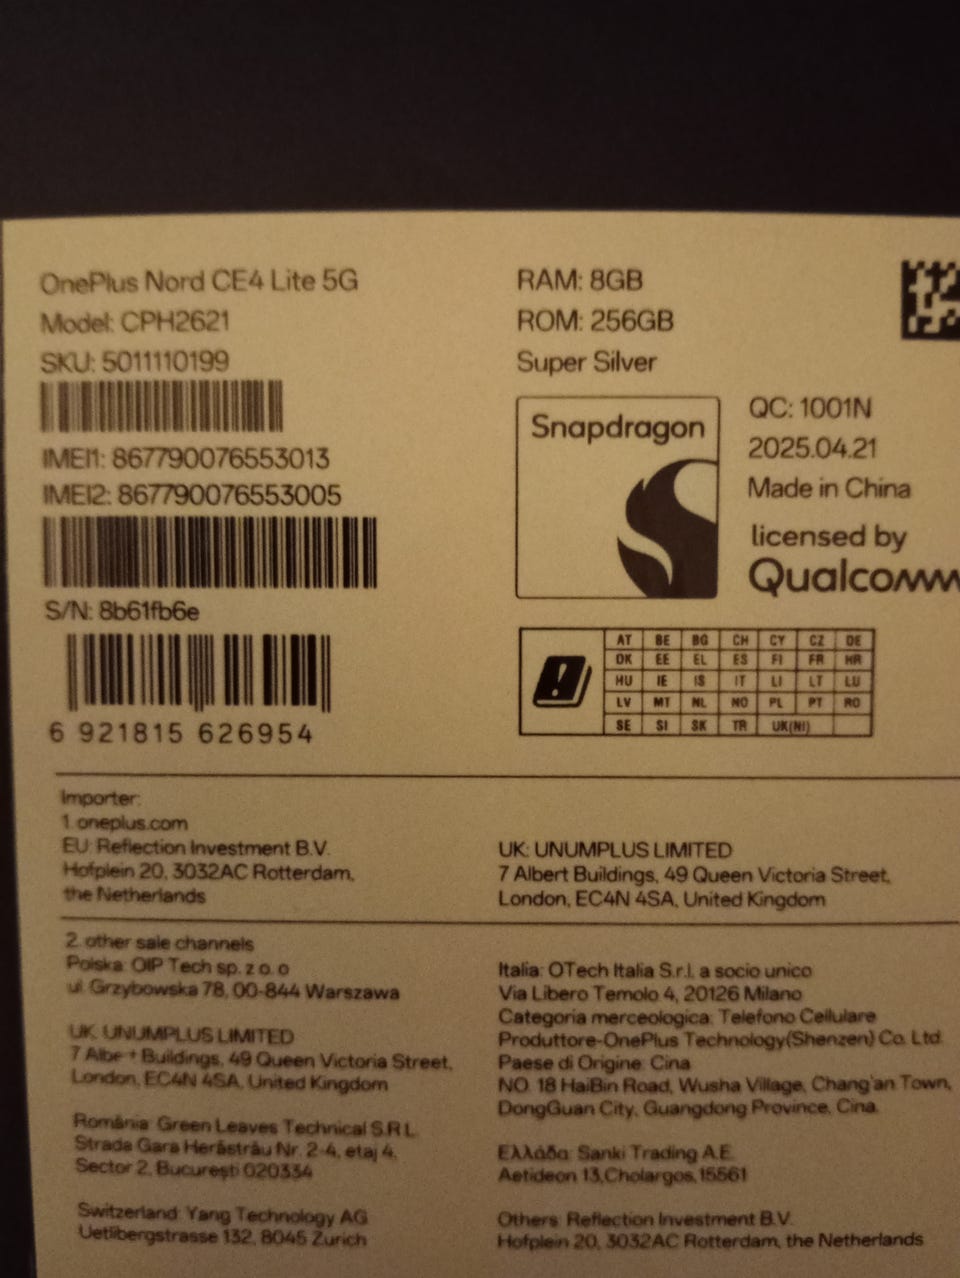 OnePlus Nord CE4 Lite 5G
Model: CPH2621
SKU: 5011110199
IMEI1: 867790076553013
IMEI2: 867790076553005
S/N: 8b61fb6e
6 921815 626954
RAM: 8GB
ROM: 256GB
Super Silver
Snapdragon
QC: 1001N
2025.04.21
Made in China
licensed by
Qualcomm
!
AT BE BG CH CY CZ DE
DK EE EL ES FI FR HR
HU IE IS IT LI LT LU
LV MT NL NO PL PT RO
SE SI SK TR UK(NI)
Importer:
1. oneplus.com
EU: Reflection Investment B.V.
Hofplein 20, 3032AC Rotterdam,
the Netherlands
UK: UNUMPLUS LIMITED
7 Albert Buildings, 49 Queen Victoria Street,
London, EC4N 4SA, United Kingdom
2. other sale channels
Polska: OIP Tech sp. z o. o
ul. Grzybowska 78, 00-844 Warszawa
UK: UNUMPLUS LIMITED
7 Albert Buildings, 49 Queen Victoria Street,
London, EC4N 4SA, United Kingdom
România: Green Leaves Technical S.R.L.
Strada Gara Herăstrău Nr. 2-4, etaj 4,
Sector 2, Bucureşti 020334
Switzerland: Yang Technology AG
Uetlibergstrasse 132, 8045 Zurich
Italia: OTech Italia S.r.l. a socio unico
Via Libero Temolo 4, 20126 Milano
Categoria merceologica: Telefono Cellulare
Produttore-OnePlus Technology(Shenzen) Co. Ltd.
Paese di Origine: Cina
NO. 18 HaiBin Road, Wusha Village, Chang'an Town,
DongGuan City, Guangdong Province, Cina.
Ελλάδα: Sanki Trading A.E.
Aetideon 13,Cholargos,15561
Others: Reflection Investment B.V.
Hofplein 20, 3032AC Rotterdam, the Netherlands